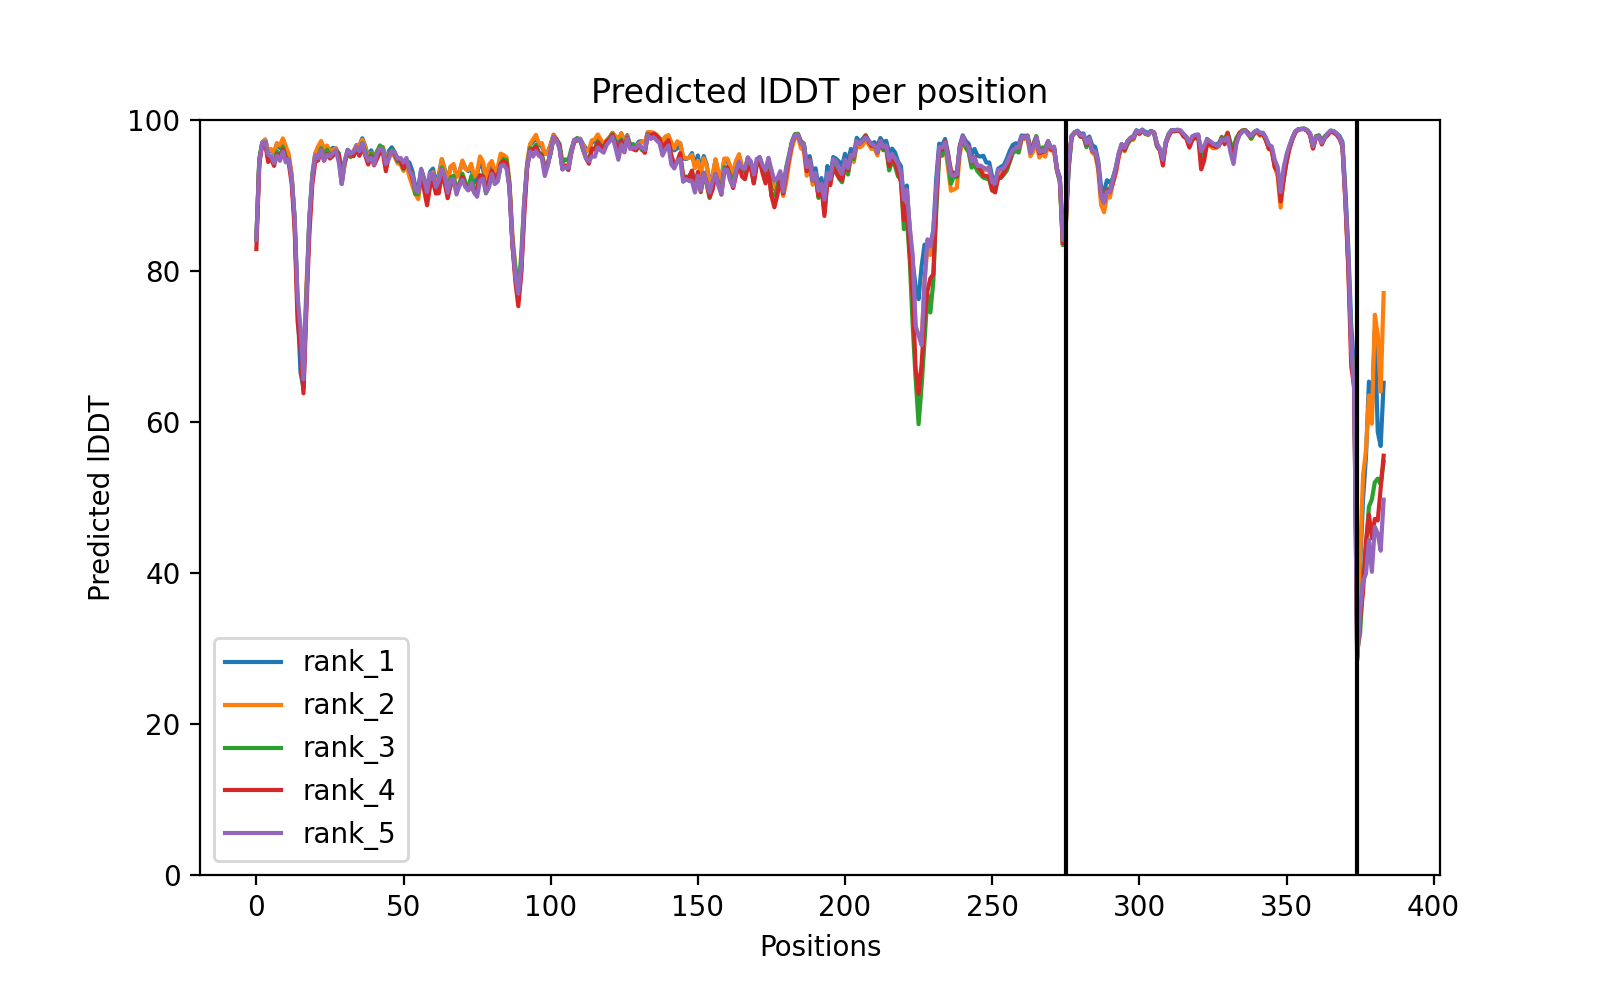 Predicted lDDT per position
100
80
60
40
20
0
Predicted lDDT
rank_1
rank_2
rank_3
rank_4
rank_5
0 50 100 150 200 250 300 350 400
Positions